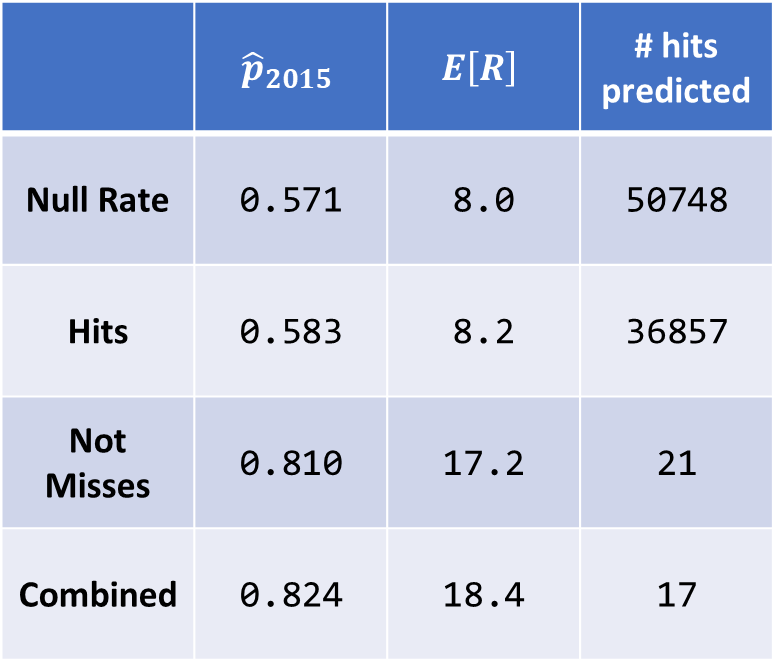 p̂₂₀₁₅ E[R] # hits predicted
Null Rate 0.571 8.0 50748
Hits 0.583 8.2 36857
Not Misses 0.810 17.2 21
Combined 0.824 18.4 17